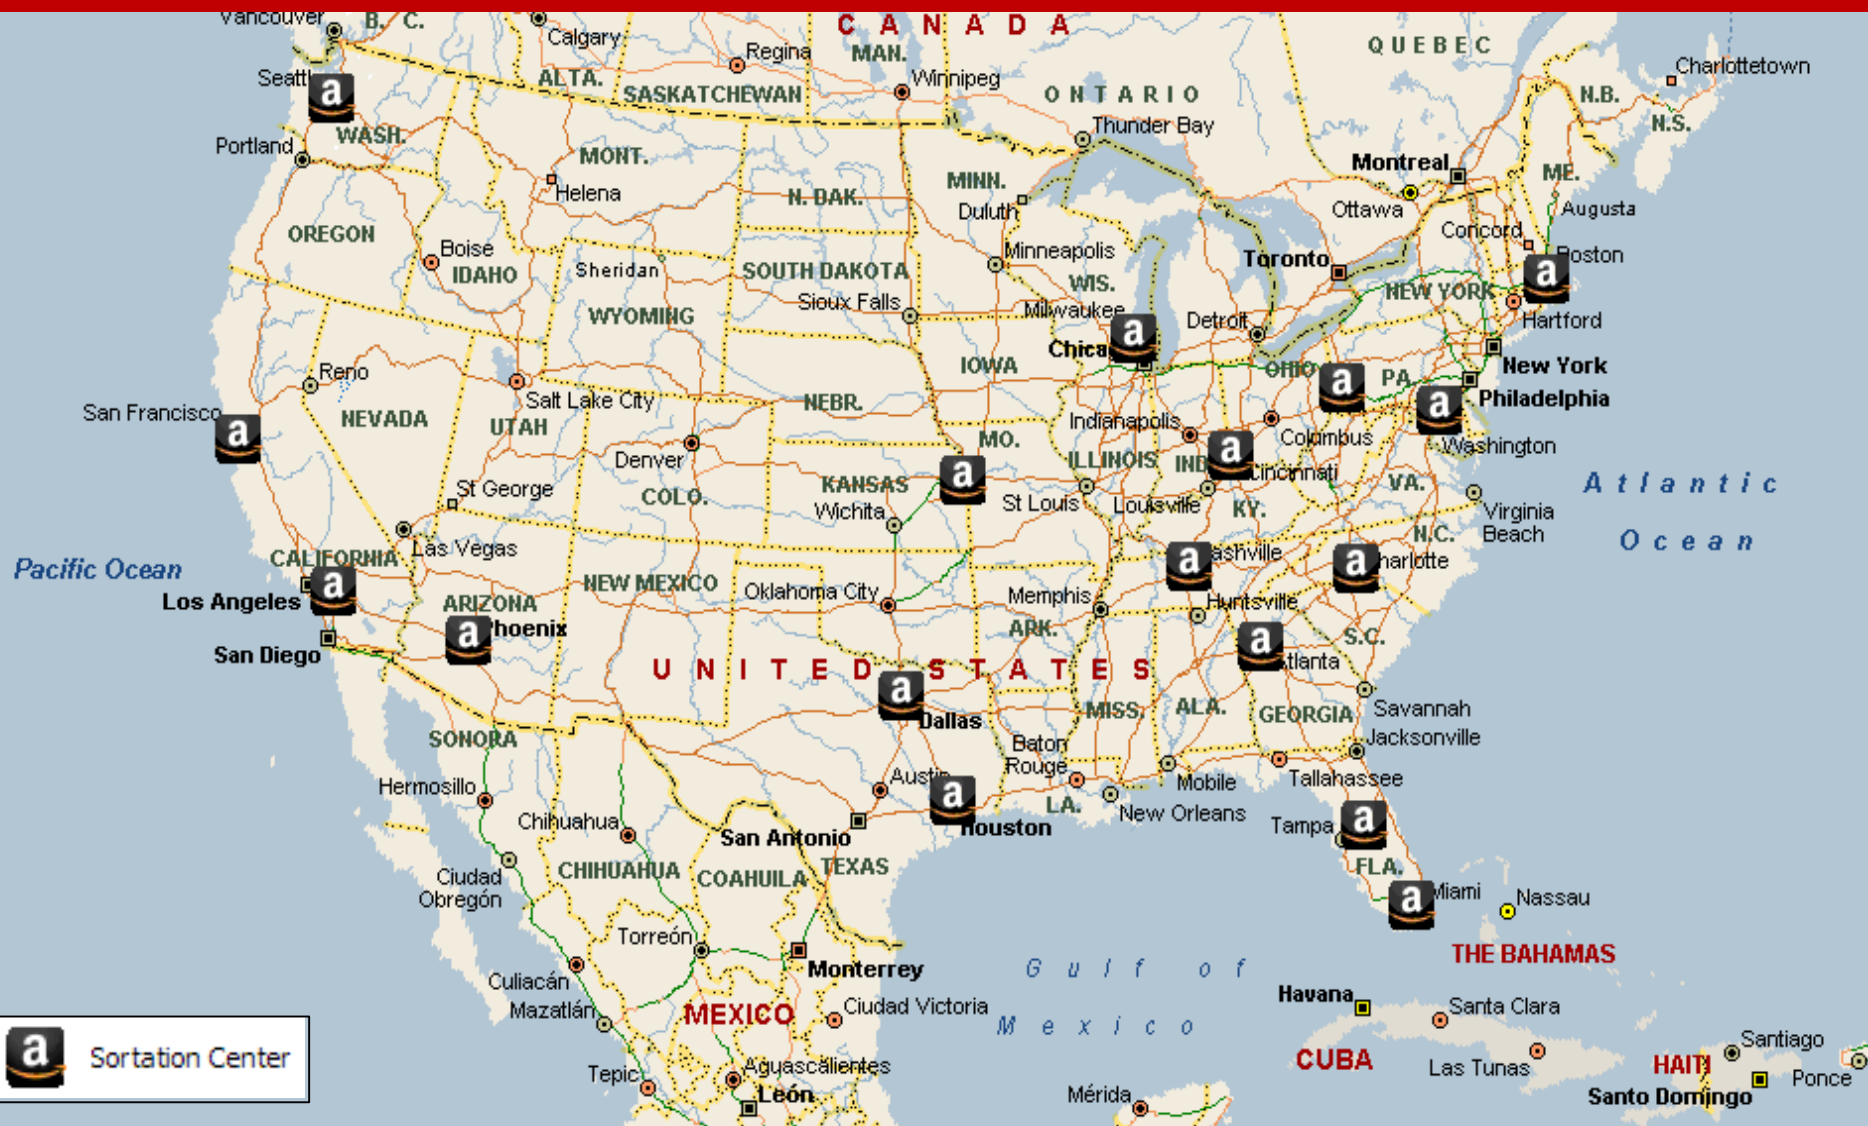 Vancouver
B. C.
Calgary
C A N A D A
Regina
MAN.
QUEBEC
Charlottetown
Seatt
ALTA.
SASKATCHEWAN
Winnipeg
ONTARIO
N.B.
N.S.
Portland
WASH.
MONT.
Thunder Bay
Montreal
ME.
Helena
N. DAK.
MINN.
Duluth
Ottawa
Augusta
OREGON
Boise
IDAHO
Sheridan
SOUTH DAKOTA
Minneapolis
WIS.
Toronto
Concord
Boston
WYOMING
Sioux Falls
Milwaukee
Detroit
NEW YORK
Hartford
Chica
IOWA
OHIO
PA.
New York
Reno
Salt Lake City
NEBR.
Philadelphia
San Francisco
NEVADA
UTAH
MO.
Indianapolis
Columbus
Washington
Denver
COLO.
KANSAS
ILLINOIS
IND
Cincinnati
VA.
Atlantic
Ocean
St George
Wichita
St Louis
Louisville
KY.
Virginia
Beach
Las Vegas
N.C.
Pacific Ocean
CALIFORNIA
Los Angeles
ARIZONA
NEW MEXICO
Oklahoma City
Memphis
ashville
harlotte
Phoenix
ARK.
Huntsville
S.C.
San Diego
UNITED STATES
tlanta
Dallas
MISS.
ALA.
GEORGIA
Savannah
SONORA
Baton
Rouge
Jacksonville
Hermosillo
Austin
LA.
Mobile
Tallahassee
New Orleans
Chihuahua
San Antonio
Houston
Tampa
CHIHUAHUA
COAHUILA
TEXAS
FLA.
Ciudad
Obregón
Miami
Nassau
Torreón
Monterrey
Gulf of
Mexico
THE BAHAMAS
Culiacán
Mazatlán
MEXICO
Ciudad Victoria
Havana
Santa Clara
Santiago
a Sortation Center
Tepic
Aguascalientes
León
CUBA
Las Tunas
HAITI
Ponce
Mérida
Santo Domingo